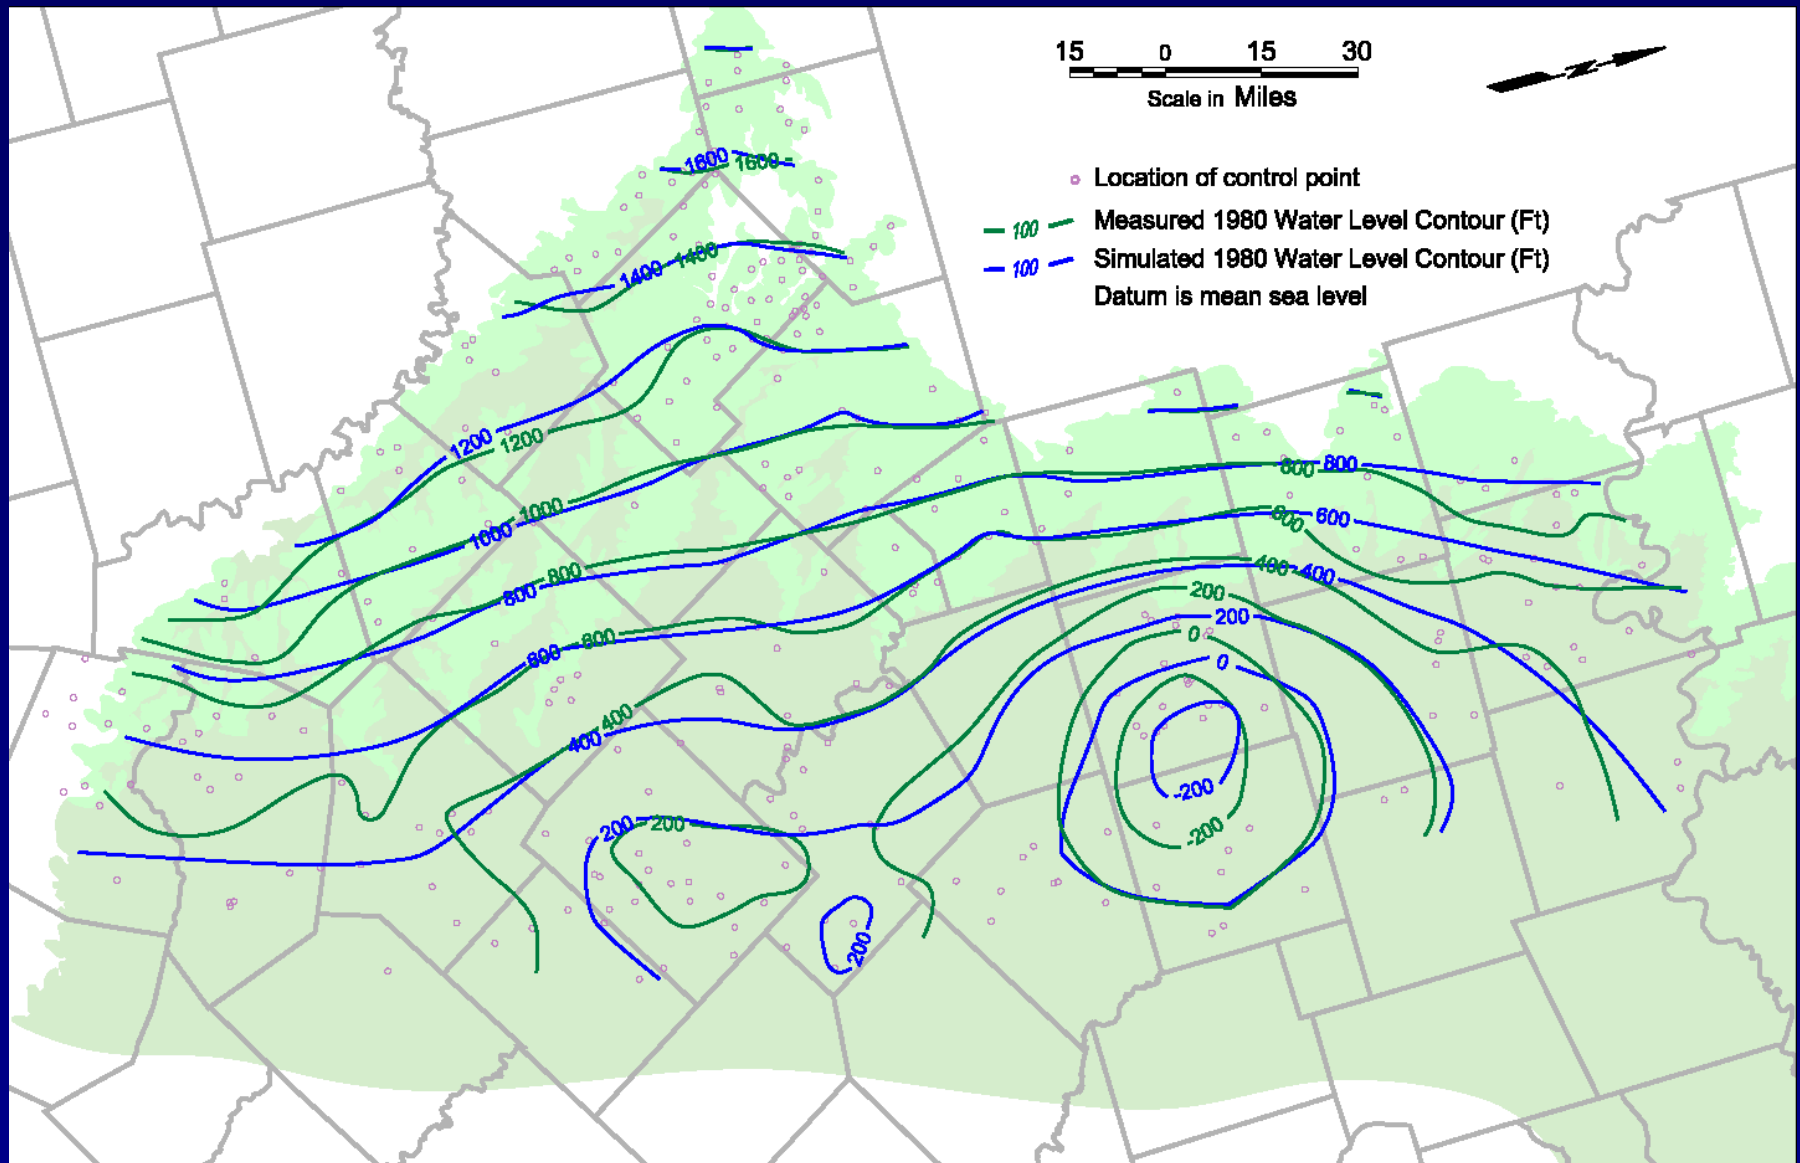 15 0 15 30
Scale in Miles
N
Location of control point
100 Measured 1980 Water Level Contour (Ft)
100 Simulated 1980 Water Level Contour (Ft)
Datum is mean sea level
1600 1600
1400 1400
1200 1200
1000 1000
800 800
800 800
600 600
600 600
400 400
400 400
200
200
0
0
-200
-200
200 200
200